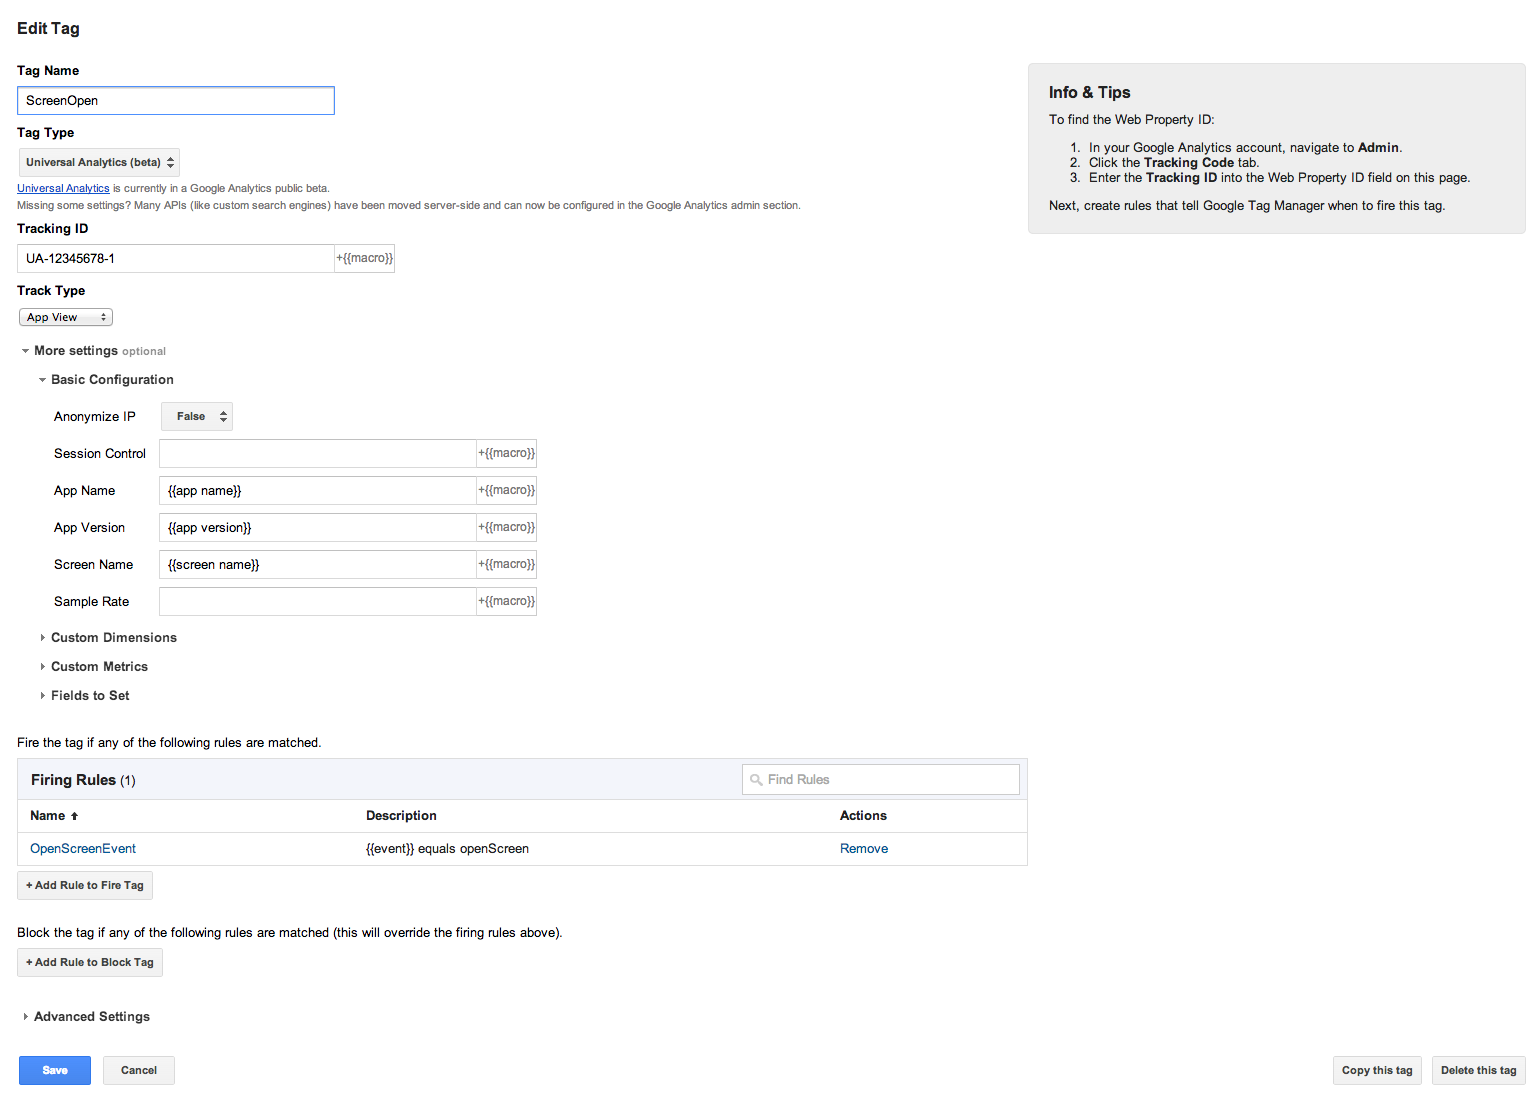 Edit Tag
Tag Name
ScreenOpen
Tag Type
Universal Analytics (beta)
Universal Analytics is currently in a Google Analytics public beta.
Missing some settings? Many APIs (like custom search engines) have been moved server-side and can now be configured in the Google Analytics admin section.
Tracking ID
UA-12345678-1 +{{macro}}
Track Type
App View
More settings optional
Basic Configuration
Anonymize IP False
Session Control +{{macro}}
App Name {{app name}} +{{macro}}
App Version {{app version}} +{{macro}}
Screen Name {{screen name}} +{{macro}}
Sample Rate +{{macro}}
Custom Dimensions
Custom Metrics
Fields to Set
Fire the tag if any of the following rules are matched.
Firing Rules (1) Find Rules
Name Description Actions
OpenScreenEvent {{event}} equals openScreen Remove
+ Add Rule to Fire Tag
Block the tag if any of the following rules are matched (this will override the firing rules above).
+ Add Rule to Block Tag
Advanced Settings
Save Cancel Copy this tag Delete this tag
Info & Tips
To find the Web Property ID:
1. In your Google Analytics account, navigate to Admin.
2. Click the Tracking Code tab.
3. Enter the Tracking ID into the Web Property ID field on this page.
Next, create rules that tell Google Tag Manager when to fire this tag.